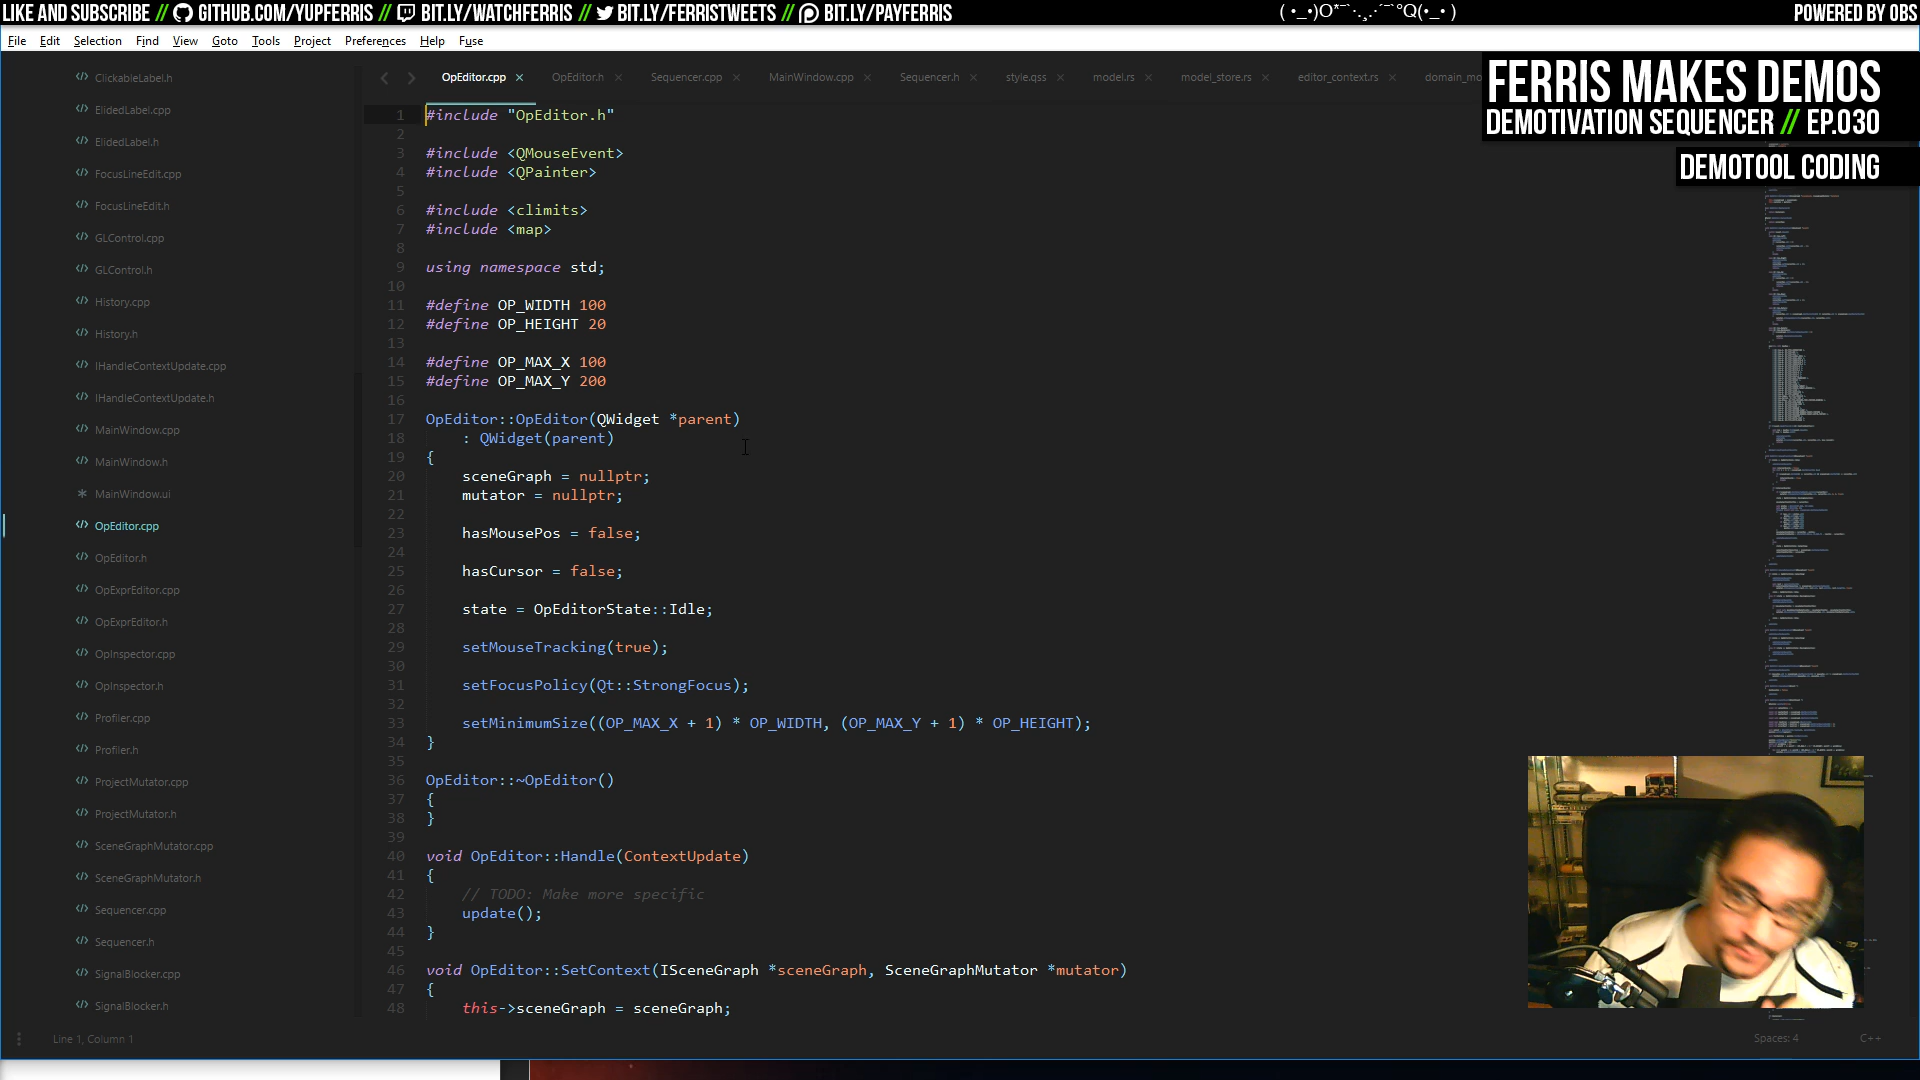 LIKE AND SUBSCRIBE // GITHUB.COM/YUPFERRIS // BIT.LY/WATCHFERRIS // BIT.LY/FERRISTWEETS // BIT.LY/PAYFERRIS
POWERED BY OBS
File Edit Selection Find View Goto Tools Project Preferences Help Fuse
OpEditor.cpp × OpEditor.h × Sequencer.cpp × MainWindow.cpp × Sequencer.h × style.qss × model.rs × model_store.rs × editor_context.rs × domain_mo
FERRIS MAKES DEMOS
DEMOTIVATION SEQUENCER // EP.030
DEMOTOOL CODING
ClickableLabel.h
ElidedLabel.cpp
ElidedLabel.h
FocusLineEdit.cpp
FocusLineEdit.h
GLControl.cpp
GLControl.h
History.cpp
History.h
IHandleContextUpdate.cpp
IHandleContextUpdate.h
MainWindow.cpp
MainWindow.h
MainWindow.ui
OpEditor.cpp
OpEditor.h
OpExprEditor.cpp
OpExprEditor.h
OpInspector.cpp
OpInspector.h
Profiler.cpp
Profiler.h
ProjectMutator.cpp
ProjectMutator.h
SceneGraphMutator.cpp
SceneGraphMutator.h
Sequencer.cpp
Sequencer.h
SignalBlocker.cpp
SignalBlocker.h
1 #include "OpEditor.h"
2
3 #include <QMouseEvent>
4 #include <QPainter>
5
6 #include <climits>
7 #include <map>
8
9 using namespace std;
10
11 #define OP_WIDTH 100
12 #define OP_HEIGHT 20
13
14 #define OP_MAX_X 100
15 #define OP_MAX_Y 200
16
17 OpEditor::OpEditor(QWidget *parent)
18 : QWidget(parent)
19 {
20 sceneGraph = nullptr;
21 mutator = nullptr;
22
23 hasMousePos = false;
24
25 hasCursor = false;
26
27 state = OpEditorState::Idle;
28
29 setMouseTracking(true);
30
31 setFocusPolicy(Qt::StrongFocus);
32
33 setMinimumSize((OP_MAX_X + 1) * OP_WIDTH, (OP_MAX_Y + 1) * OP_HEIGHT);
34 }
35
36 OpEditor::~OpEditor()
37 {
38 }
39
40 void OpEditor::Handle(ContextUpdate)
41 {
42 // TODO: Make more specific
43 update();
44 }
45
46 void OpEditor::SetContext(ISceneGraph *sceneGraph, SceneGraphMutator *mutator)
47 {
48 this->sceneGraph = sceneGraph;
Line 1, Column 1
Spaces: 4
C++